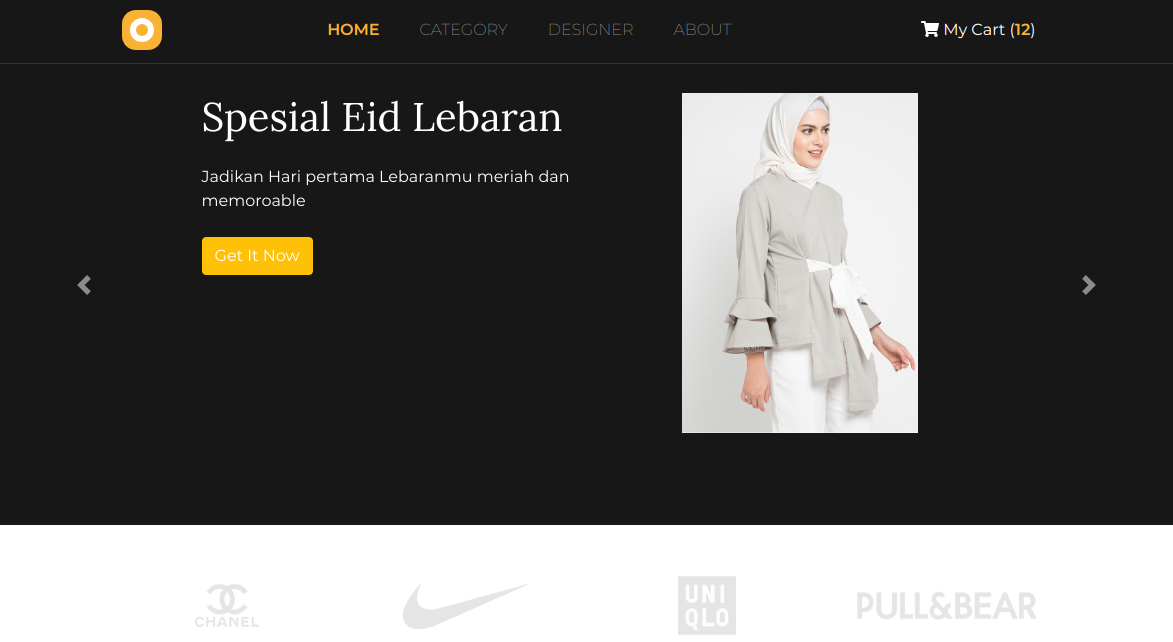 HOME CATEGORY DESIGNER ABOUT My Cart (12)
Spesial Eid Lebaran
Jadikan Hari pertama Lebaranmu meriah dan
memoroable
Get It Now
CHANEL
UNI
QLO
PULL&BEAR